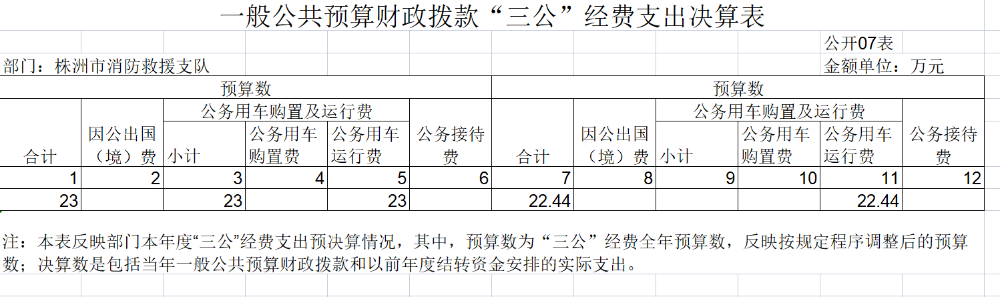 一般公共预算财政拨款“三公”经费支出决算表
公开07表
部门：株洲市消防救援支队 金额单位：万元
预算数 预算数
合计 因公出国（境）费 公务用车购置及运行费 公务接待费 合计 因公出国（境）费 公务用车购置及运行费 公务接待费
小计 公务用车购置费 公务用车运行费 小计 公务用车购置费 公务用车运行费
1 2 3 4 5 6 7 8 9 10 11 12
23 23 23 22.44 22.44
注：本表反映部门本年度“三公”经费支出预决算情况，其中，预算数为“三公”经费全年预算数，反映按规定程序调整后的预算
数；决算数是包括当年一般公共预算财政拨款和以前年度结转资金安排的实际支出。